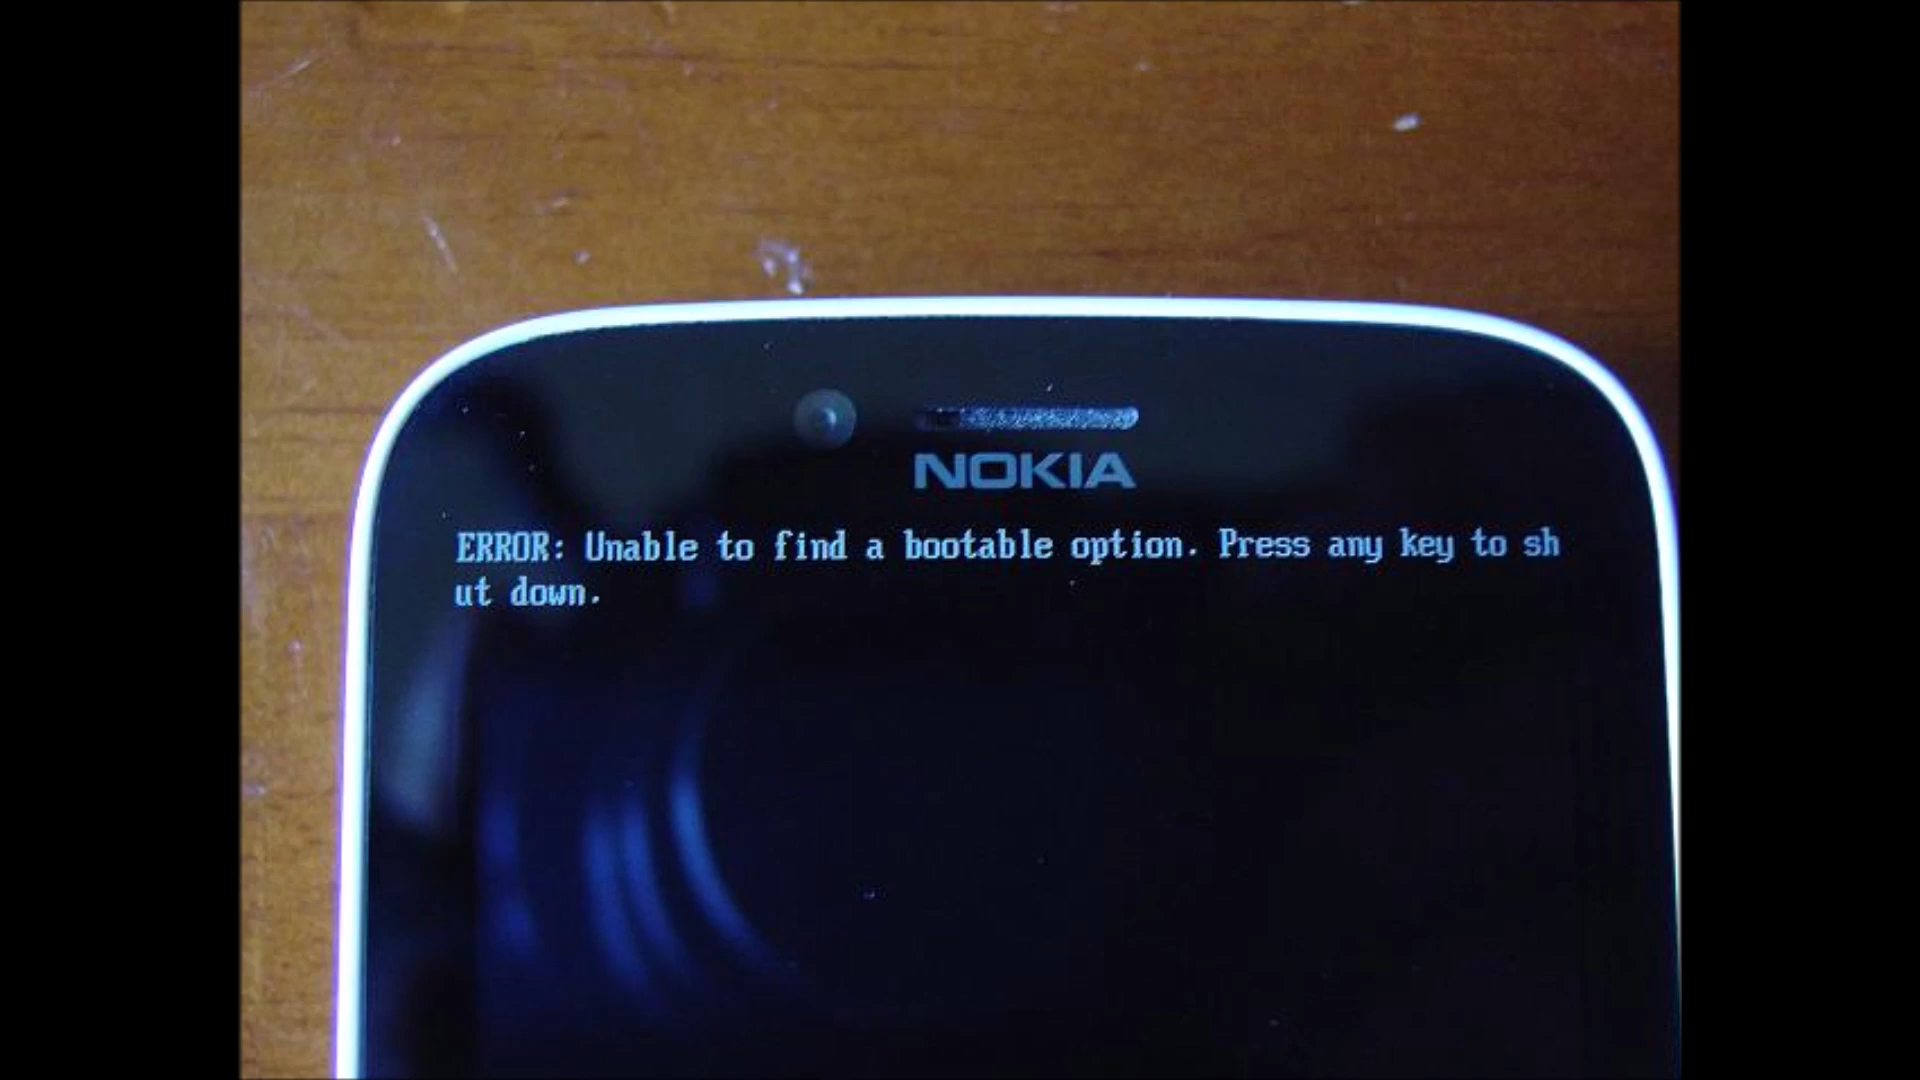 NOKIA
ERROR: Unable to find a bootable option. Press any key to sh
ut down.